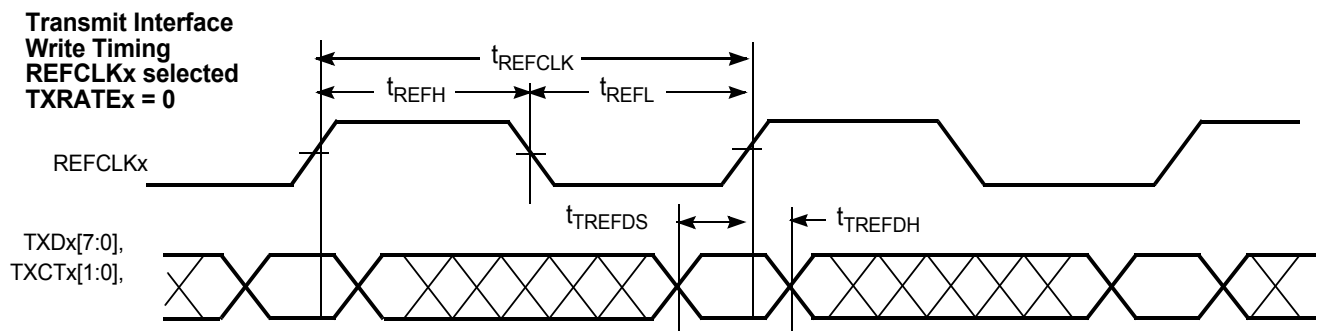 Transmit Interface
Write Timing
REFCLKx selected
TXRATEx = 0
tREFCLK
tREFH
tREFL
REFCLKx
tTREFDS
tTREFDH
TXDx[7:0],
TXCTx[1:0],